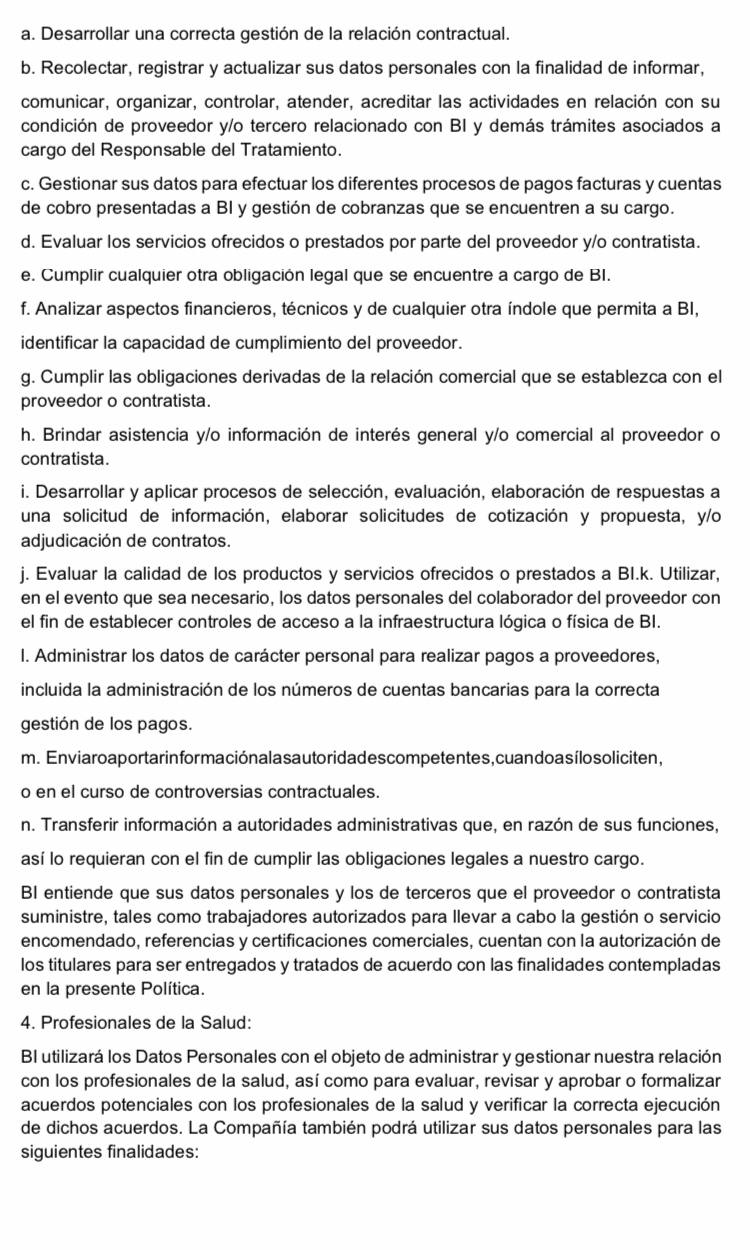 a. Desarrollar una correcta gestión de la relación contractual.
b. Recolectar, registrar y actualizar sus datos personales con la finalidad de informar,
comunicar, organizar, controlar, atender, acreditar las actividades en relación con su
condición de proveedor y/o tercero relacionado con BI y demás trámites asociados a
cargo del Responsable del Tratamiento.
c. Gestionar sus datos para efectuar los diferentes procesos de pagos facturas y cuentas
de cobro presentadas a BI y gestión de cobranzas que se encuentren a su cargo.
d. Evaluar los servicios ofrecidos o prestados por parte del proveedor y/o contratista.
e. Cumplir cualquier otra obligación legal que se encuentre a cargo de BI.
f. Analizar aspectos financieros, técnicos y de cualquier otra índole que permita a BI,
identificar la capacidad de cumplimiento del proveedor.
g. Cumplir las obligaciones derivadas de la relación comercial que se establezca con el
proveedor o contratista.
h. Brindar asistencia y/o información de interés general y/o comercial al proveedor o
contratista.
i. Desarrollar y aplicar procesos de selección, evaluación, elaboración de respuestas a
una solicitud de información, elaborar solicitudes de cotización y propuesta, y/o
adjudicación de contratos.
j. Evaluar la calidad de los productos y servicios ofrecidos o prestados a BI.k. Utilizar,
en el evento que sea necesario, los datos personales del colaborador del proveedor con
el fin de establecer controles de acceso a la infraestructura lógica o física de BI.
l. Administrar los datos de carácter personal para realizar pagos a proveedores,
incluida la administración de los números de cuentas bancarias para la correcta
gestión de los pagos.
m. Enviaroaportarinformaciónalasautoridadescompetentes,cuandoasílosoliciten,
o en el curso de controversias contractuales.
n. Transferir información a autoridades administrativas que, en razón de sus funciones,
así lo requieran con el fin de cumplir las obligaciones legales a nuestro cargo.
BI entiende que sus datos personales y los de terceros que el proveedor o contratista
suministre, tales como trabajadores autorizados para llevar a cabo la gestión o servicio
encomendado, referencias y certificaciones comerciales, cuentan con la autorización de
los titulares para ser entregados y tratados de acuerdo con las finalidades contempladas
en la presente Política.
4. Profesionales de la Salud:
BI utilizará los Datos Personales con el objeto de administrar y gestionar nuestra relación
con los profesionales de la salud, así como para evaluar, revisar y aprobar o formalizar
acuerdos potenciales con los profesionales de la salud y verificar la correcta ejecución
de dichos acuerdos. La Compañía también podrá utilizar sus datos personales para las
siguientes finalidades: